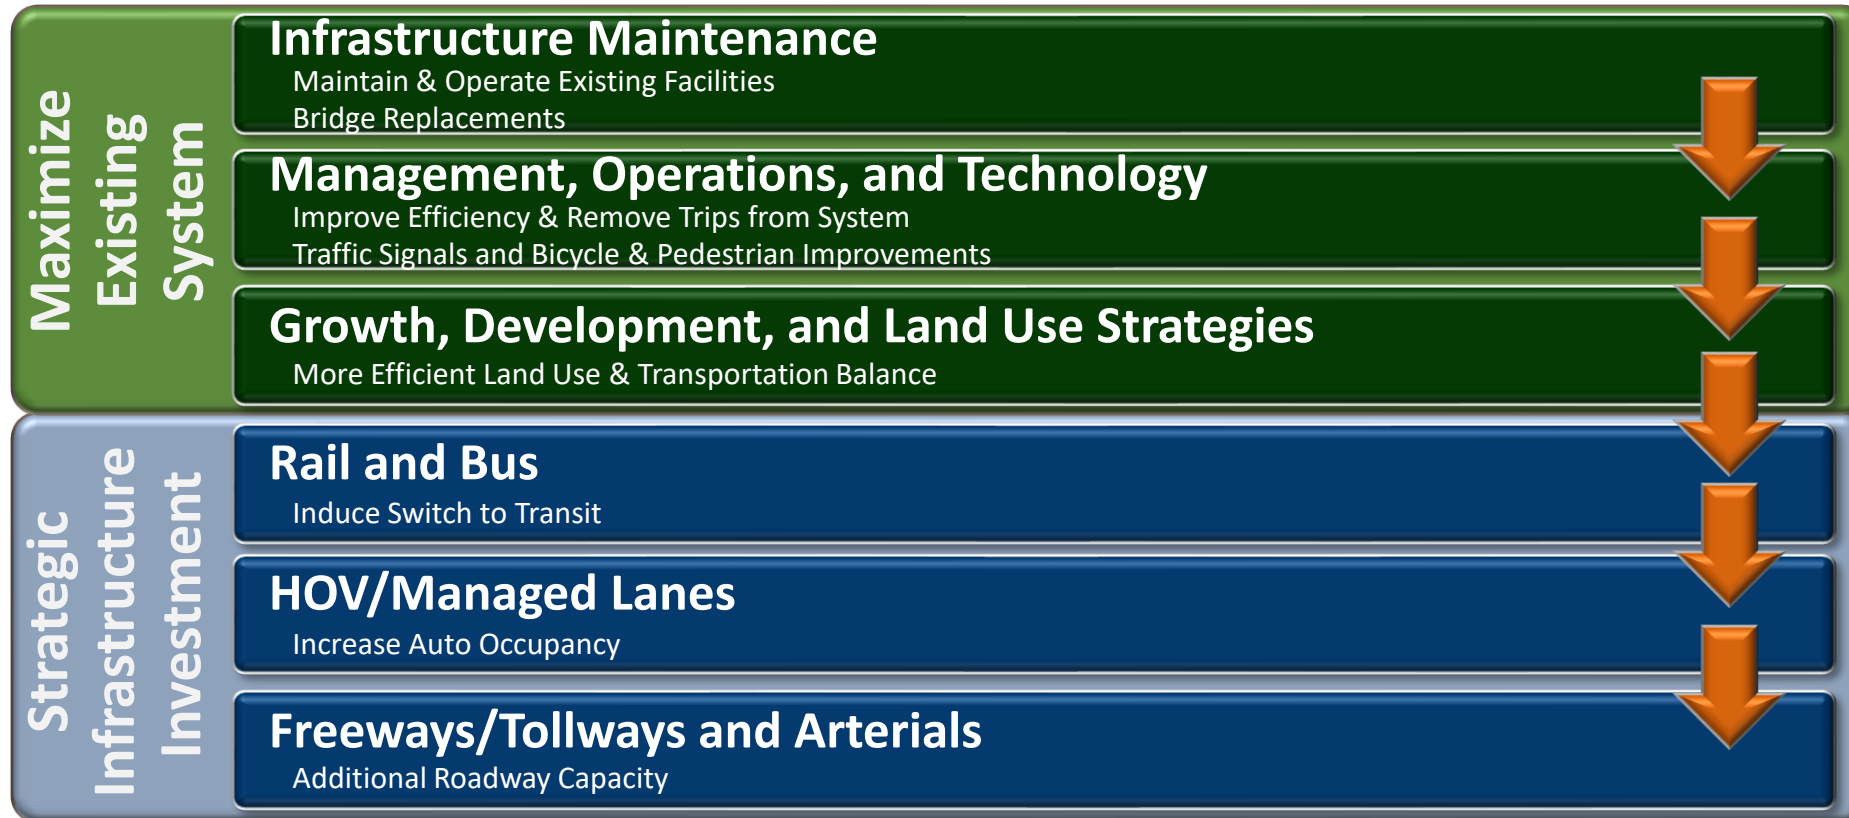 Maximize
Existing
System
Infrastructure Maintenance
Maintain & Operate Existing Facilities
Bridge Replacements
Management, Operations, and Technology
Improve Efficiency & Remove Trips from System
Traffic Signals and Bicycle & Pedestrian Improvements
Growth, Development, and Land Use Strategies
More Efficient Land Use & Transportation Balance
Strategic
Infrastructure
Investment
Rail and Bus
Induce Switch to Transit
HOV/Managed Lanes
Increase Auto Occupancy
Freeways/Tollways and Arterials
Additional Roadway Capacity